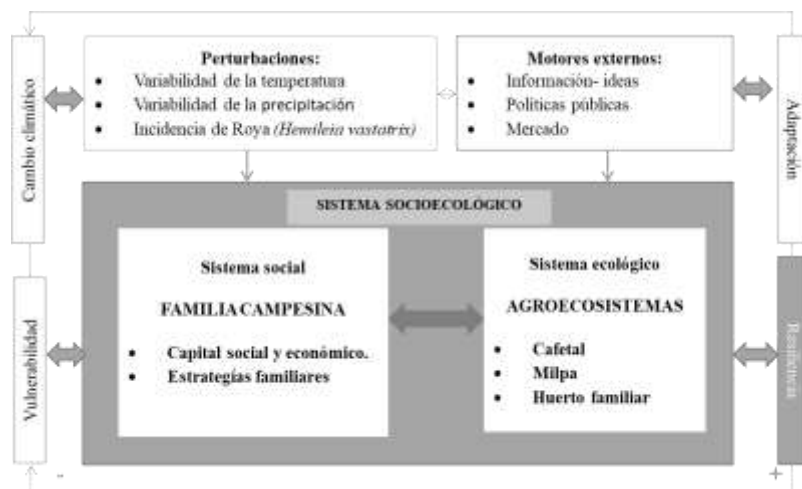 Cambio climático
Perturbaciones:
• Variabilidad de la temperatura
• Variabilidad de la precipitación
• Incidencia de Roya (Hemileia vastatrix)
Motores externos:
• Información- ideas
• Políticas públicas
• Mercado
Adaptación
SISTEMA SOCIOECOLÓGICO
Sistema social
FAMILIA CAMPESINA
• Capital social y económico.
• Estrategías familiares
Sistema ecológico
AGROECOSISTEMAS
• Cafetal
• Milpa
• Huerto familiar
Vulnerabilidad
-
+